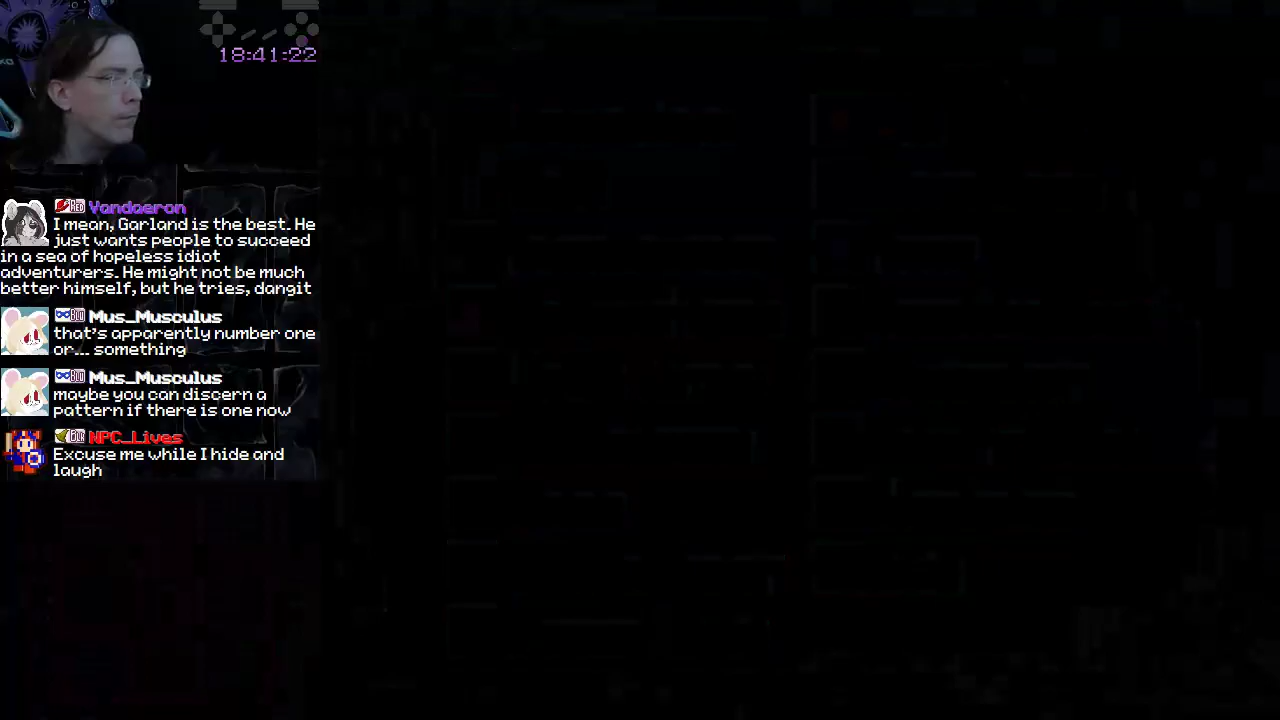 18:41:22
RED Vandaeron
I mean, Garland is the best. He
just wants people to succeed
in a sea of hopeless idiot
adventurers. He might not be much
better himself, but he tries, dangit
Mus_Musculus
that's apparently number one
or... something
Mus_Musculus
maybe you can discern a
pattern if there is one now
NPC_Lives
Excuse me while I hide and
laugh